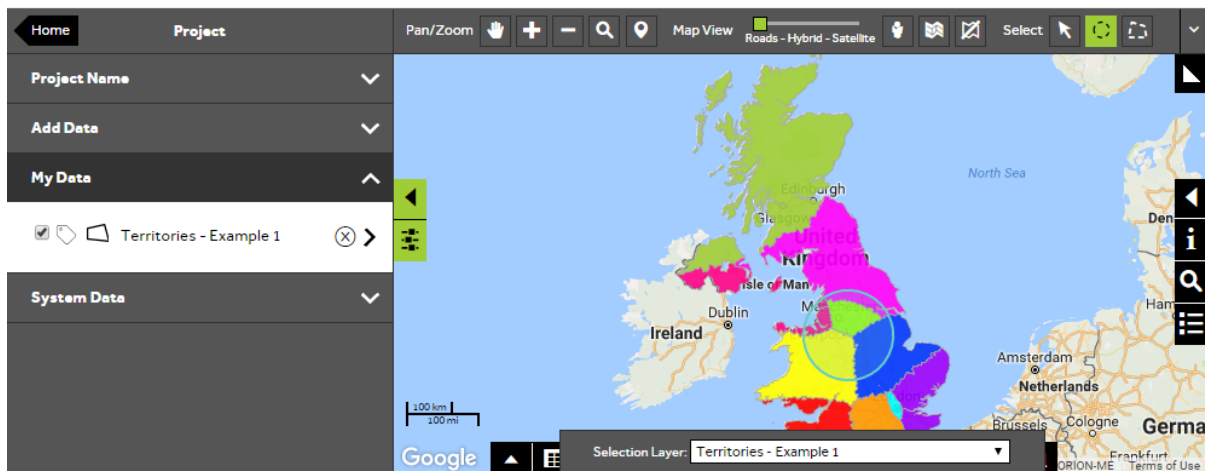 Home
Project
Pan/Zoom
Map View
Roads - Hybrid - Satellite
Select
Project Name
Add Data
My Data
Territories - Example 1
System Data
North Sea
Edinburgh
Glasgow
United
Kingdom
Isle of Man
Dublin
Ireland
Den
Ham
Amsterdam
Netherlands
Brussels
Cologne
Germa
Frankfurt
100 km
100 mi
Google
Selection Layer:
Territories - Example 1
ORION-ME
Terms of Use